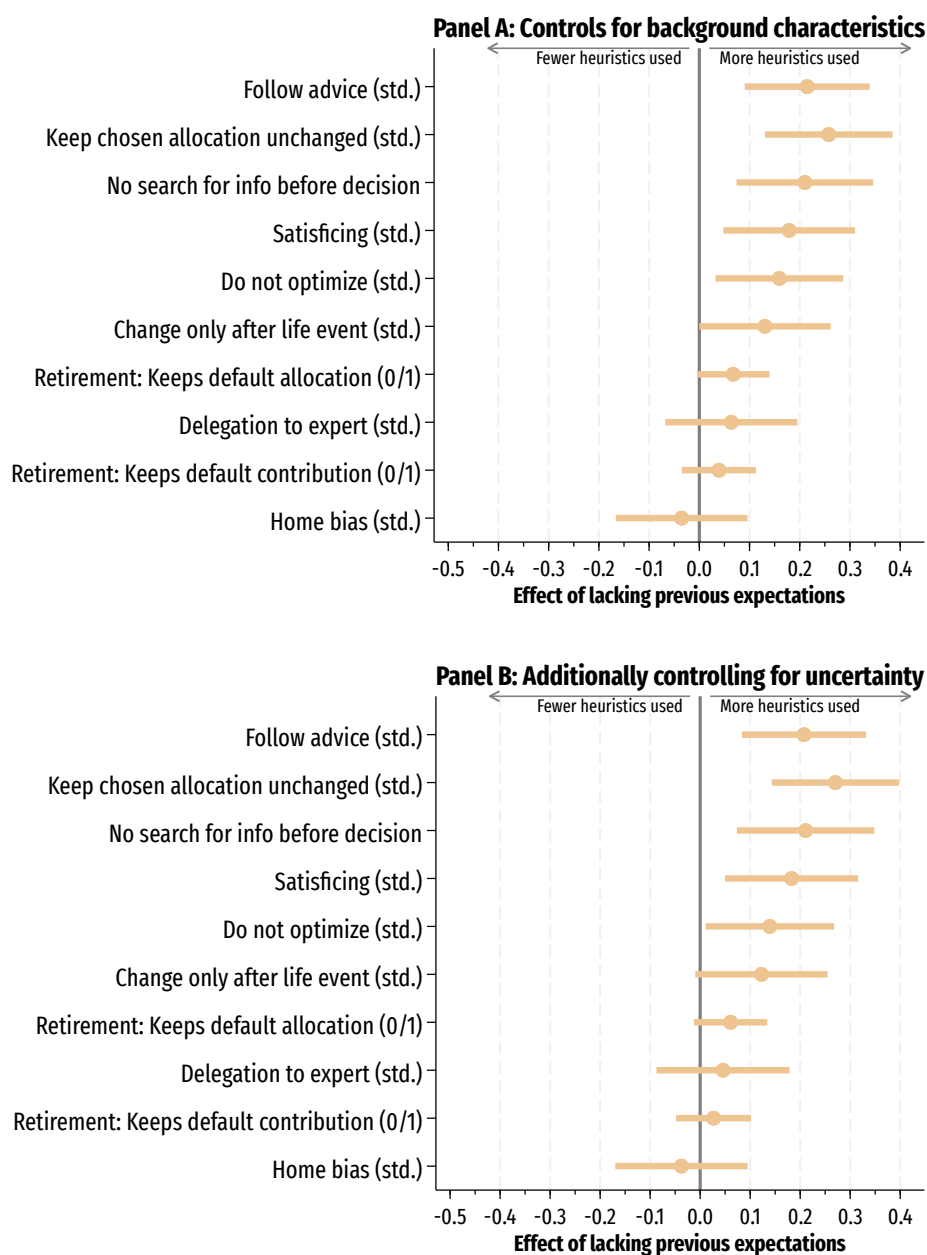 Panel A: Controls for background characteristics
Fewer heuristics used
More heuristics used
Follow advice (std.)
Keep chosen allocation unchanged (std.)
No search for info before decision
Satisficing (std.)
Do not optimize (std.)
Change only after life event (std.)
Retirement: Keeps default allocation (0/1)
Delegation to expert (std.)
Retirement: Keeps default contribution (0/1)
Home bias (std.)
-0.5 -0.4 -0.3 -0.2 -0.1 0.0 0.1 0.2 0.3 0.4
Effect of lacking previous expectations
Panel B: Additionally controlling for uncertainty
Fewer heuristics used
More heuristics used
Follow advice (std.)
Keep chosen allocation unchanged (std.)
No search for info before decision
Satisficing (std.)
Do not optimize (std.)
Change only after life event (std.)
Retirement: Keeps default allocation (0/1)
Delegation to expert (std.)
Retirement: Keeps default contribution (0/1)
Home bias (std.)
-0.5 -0.4 -0.3 -0.2 -0.1 0.0 0.1 0.2 0.3 0.4
Effect of lacking previous expectations